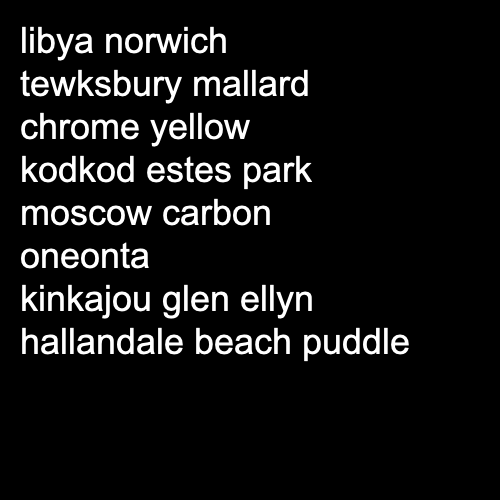 libya norwich
tewksbury mallard
chrome yellow
kodkod estes park
moscow carbon
oneonta
kinkajou glen ellyn
hallandale beach puddle